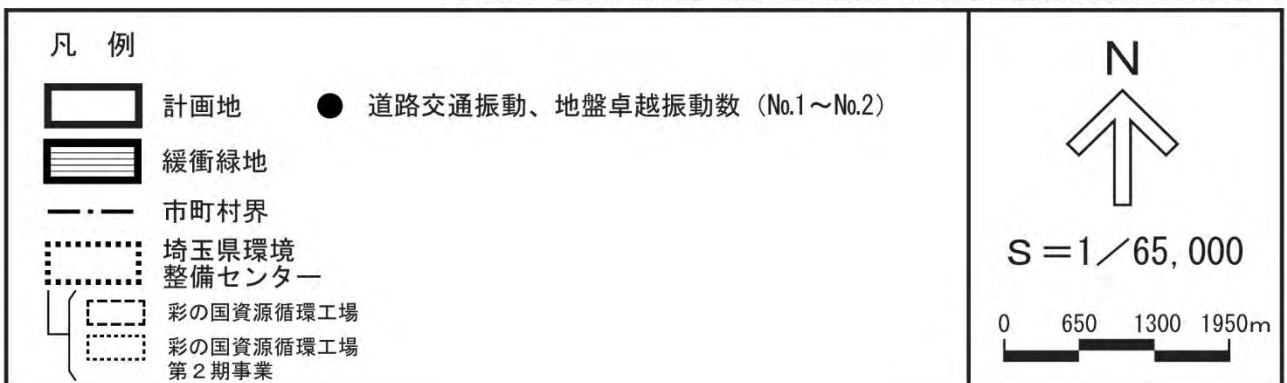 凡　例
計画地
● 道路交通振動、地盤卓越振動数（No.1～No.2）
緩衝緑地
市町村界
埼玉県環境
整備センター
彩の国資源循環工場
彩の国資源循環工場
第２期事業
N
S＝1／65,000
0 650 1300 1950m